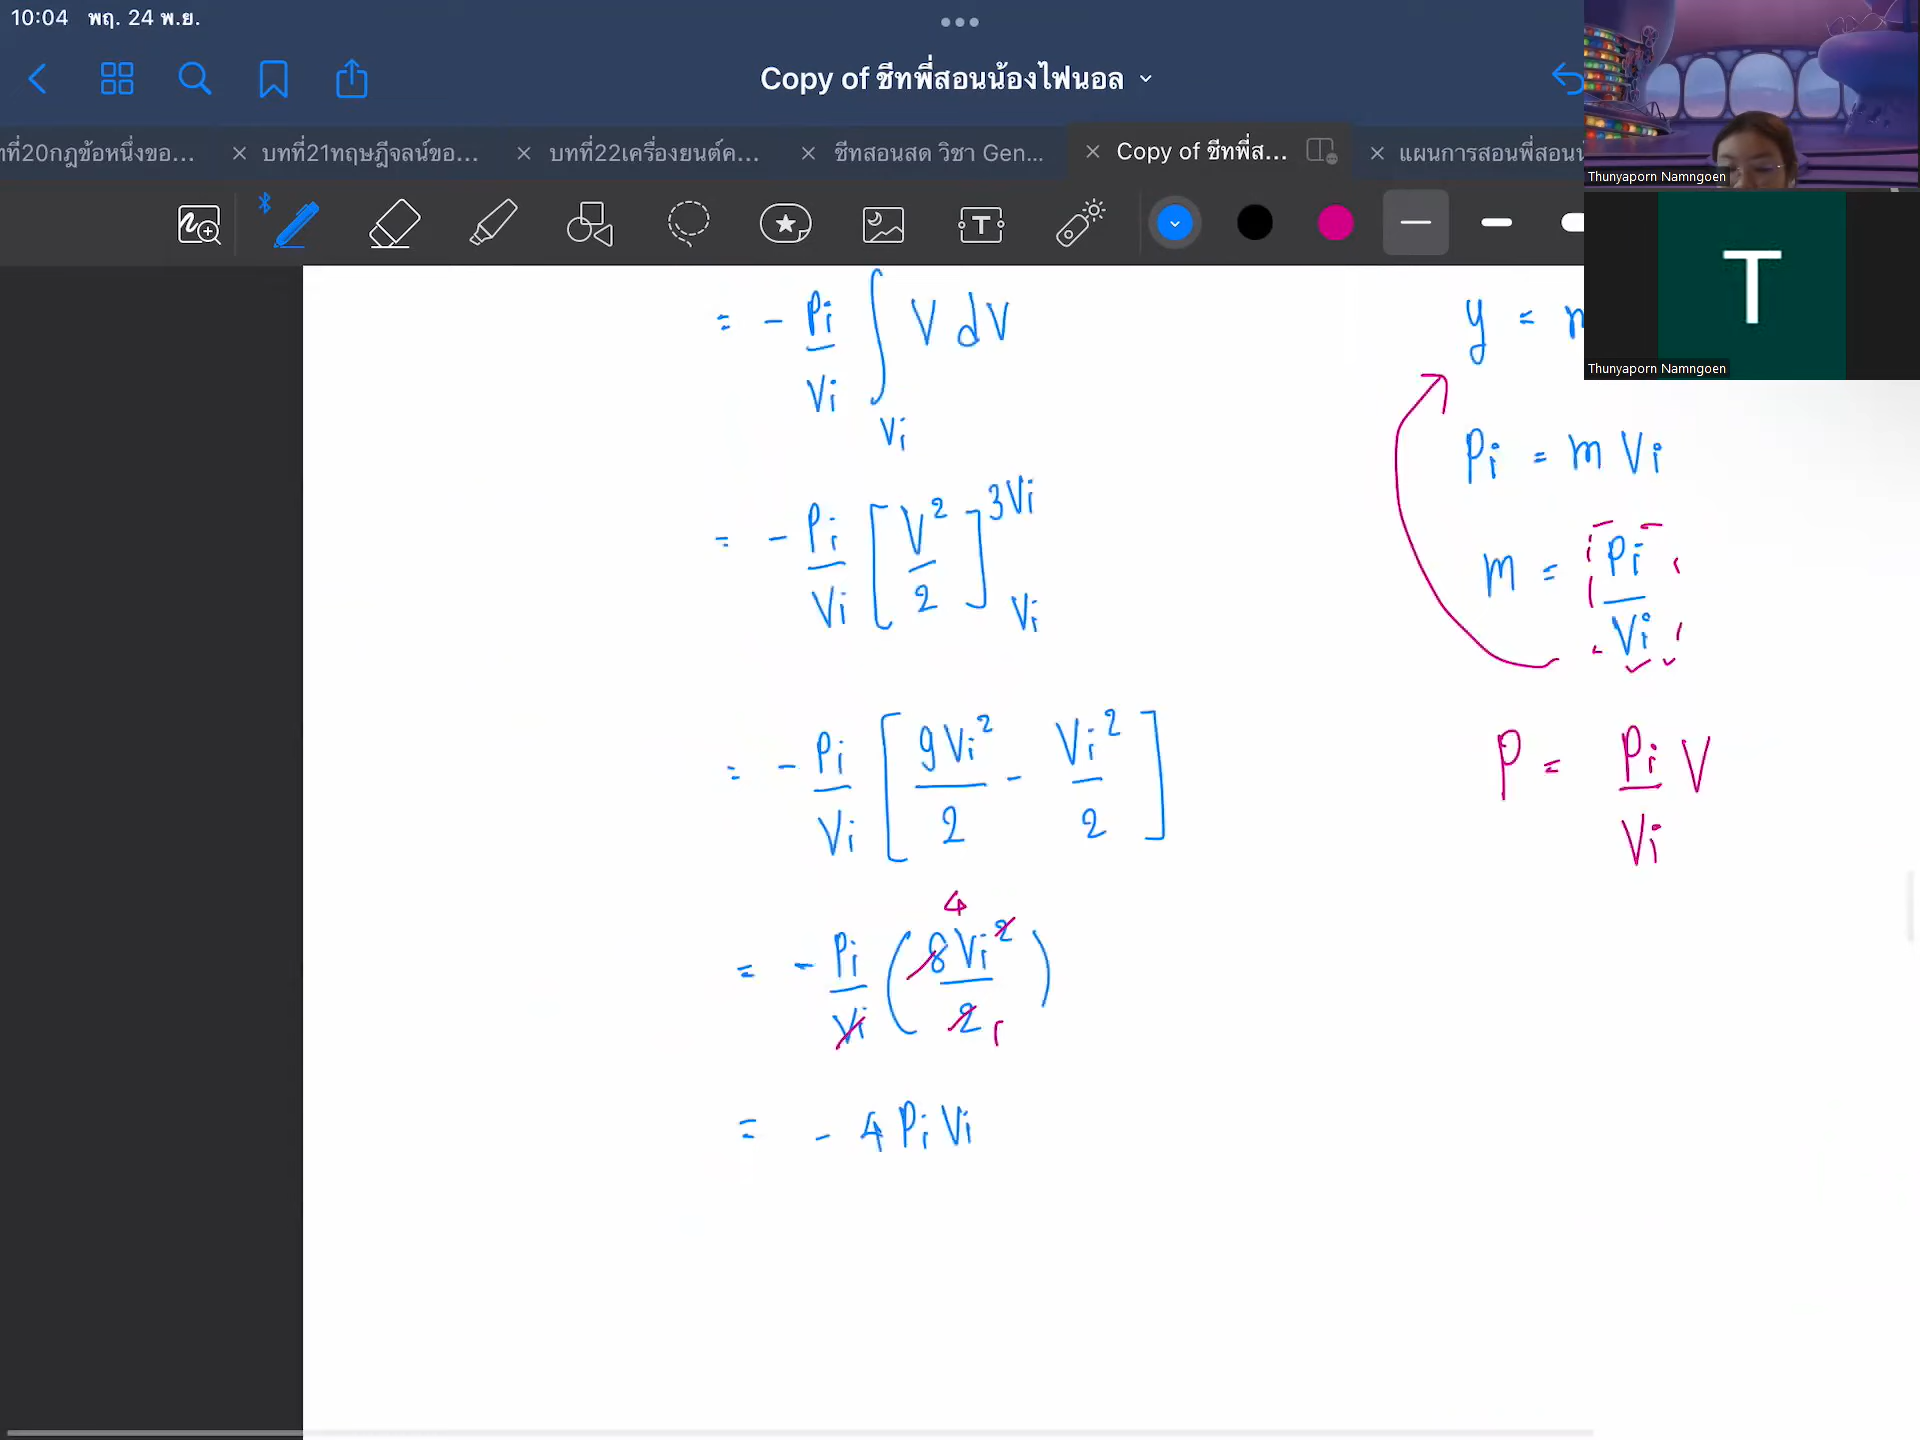 10:04 พฤ. 24 พ.ย.
Copy of ชีทพี่สอนน้องไฟนอล
ทที่20กฎข้อหนึ่งขอ...
บทที่21ทฤษฎีจลน์ขอ...
บทที่22เครื่องยนต์ค...
ชีทสอนสด วิชา Gen...
Copy of ชีทพี่ส...
แผนการสอนพี่สอนน
Thunyaporn Namngoen
T
Thunyaporn Namngoen
= - Pi/Vi ∫ V dV
Vi
= - Pi/Vi [ V²/2 ] 3Vi Vi
= - Pi/Vi [ 9Vi²/2 - Vi²/2 ]
4
= - Pi/Vi ( 8Vi²/2 ) 1
= - 4 Pi Vi
y =
Pi = m Vi
m = Pi/Vi
P = Pi/Vi V